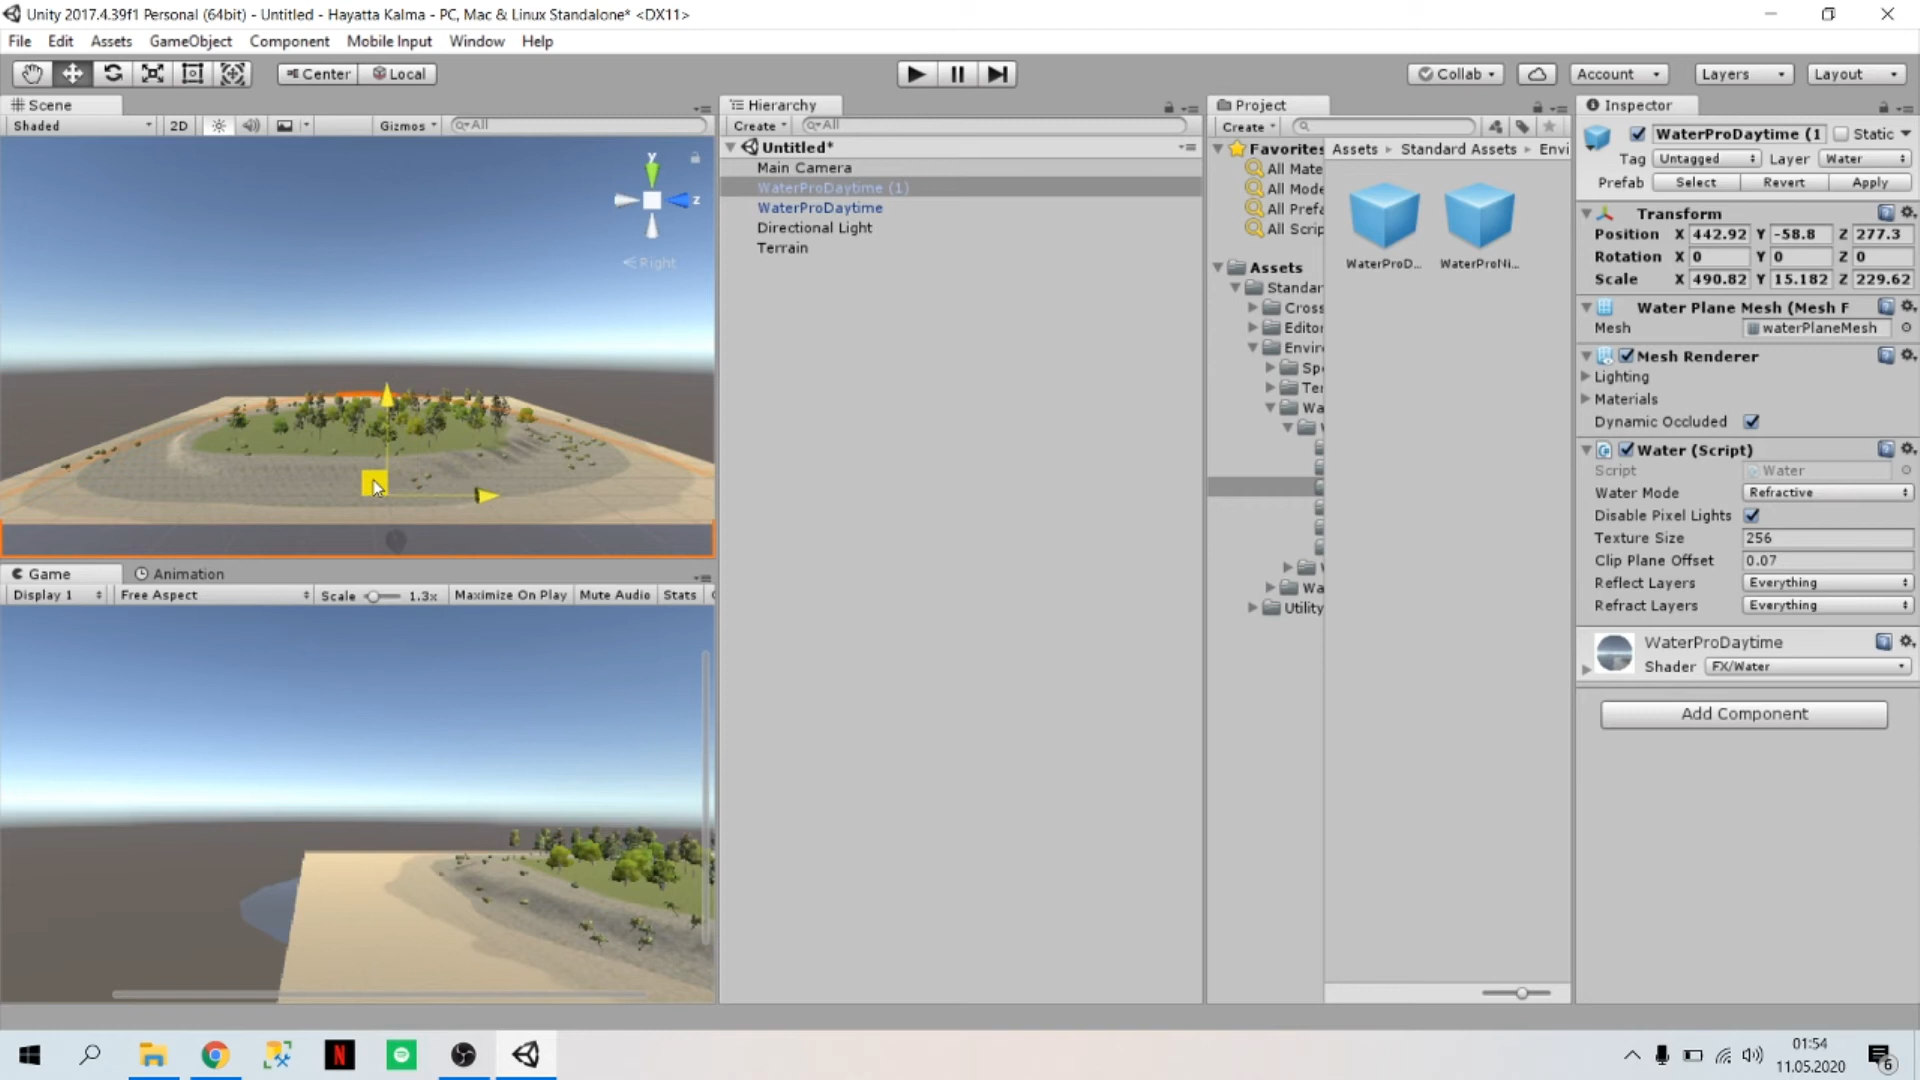 Unity 2017.4.39f1 Personal (64bit) - Untitled - Hayatta Kalma - PC, Mac & Linux Standalone* <DX11>
File Edit Assets GameObject Component Mobile Input Window Help
Center Local Collab Account Layers Layout
Scene
Shaded 2D Gizmos All
y
z
Right
Game Animation
Display 1 Free Aspect Scale 1.3x Maximize On Play Mute Audio Stats
Hierarchy
Create All
Untitled*
Main Camera
WaterProDaytime (1)
WaterProDaytime
Directional Light
Terrain
Project
Create
Favorites
All Mate
All Mode
All Prefa
All Scrip
Assets
Standar
Cross
Editor
Envir
Spe
Ter
Wa
Wa
Utility
Assets Standard Assets Envi
WaterProD... WaterProNi...
Inspector
WaterProDaytime (1 Static
Tag Untagged Layer Water
Prefab Select Revert Apply
Transform
Position X 442.92 Y -58.8 Z 277.3
Rotation X 0 Y 0 Z 0
Scale X 490.82 Y 15.182 Z 229.62
Water Plane Mesh (Mesh F
Mesh waterPlaneMesh
Mesh Renderer
Lighting
Materials
Dynamic Occluded
Water (Script)
Script Water
Water Mode Refractive
Disable Pixel Lights
Texture Size 256
Clip Plane Offset 0.07
Reflect Layers Everything
Refract Layers Everything
WaterProDaytime
Shader FX/Water
Add Component
01:54
11.05.2020
6